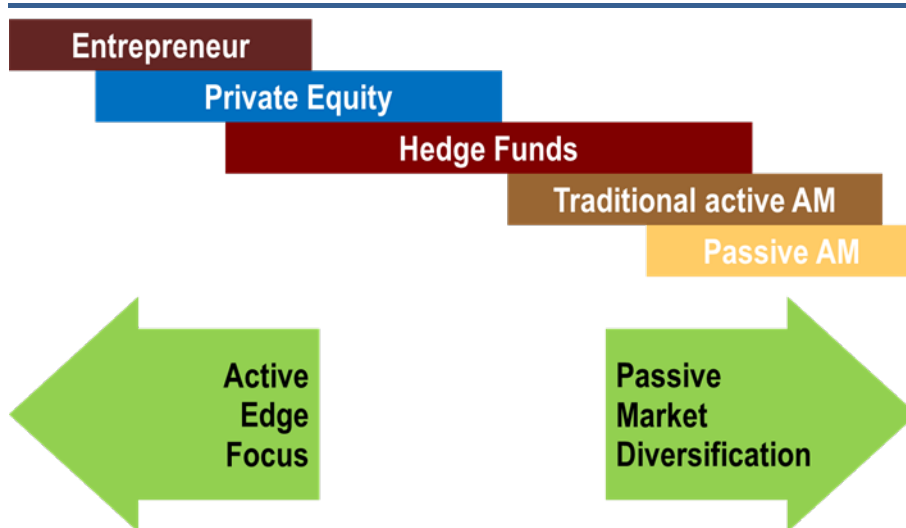 Entrepreneur
Private Equity
Hedge Funds
Traditional active AM
Passive AM
Active
Edge
Focus
Passive
Market
Diversification